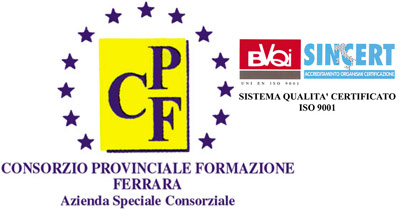 CPF
CONSORZIO PROVINCIALE FORMAZIONE
FERRARA
Azienda Speciale Consorziale
BVQi
UNI EN ISO 9001
SINCERT
ACCREDITAMENTO ORGANISMI CERTIFICAZIONE
SISTEMA QUALITA' CERTIFICATO
ISO 9001